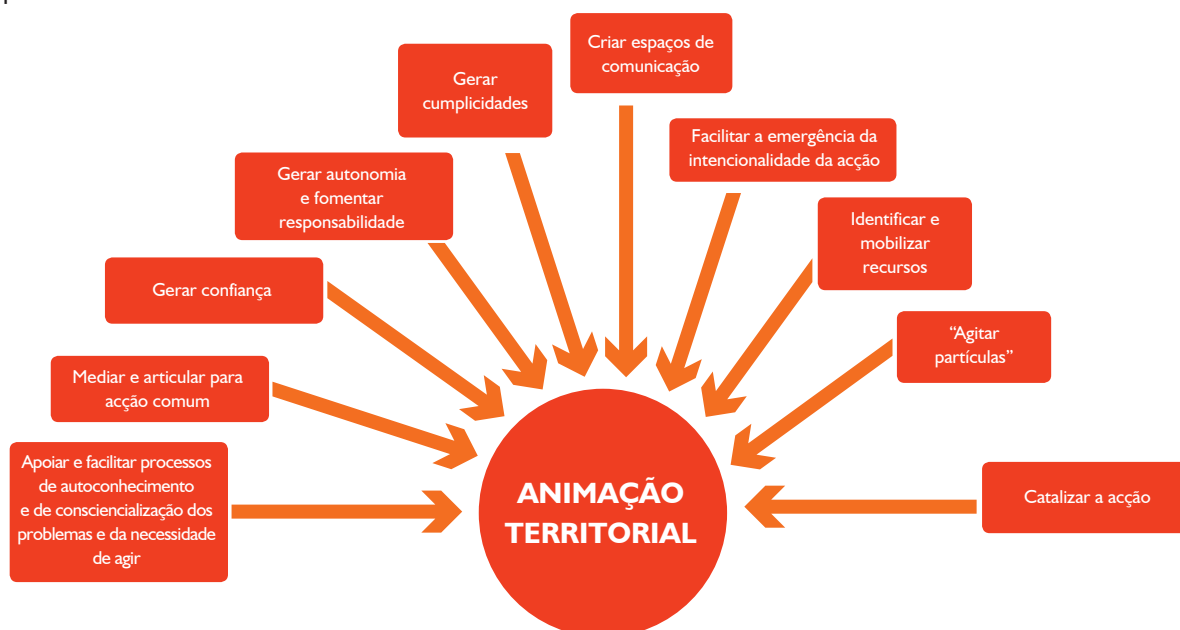 Criar espaços de
comunicação
Gerar
cumplicidades
Facilitar a emergência da
intencionalidade da acção
Gerar autonomia
e fomentar
responsabilidade
Identificar e
mobilizar
recursos
Gerar confiança
“Agitar
partículas”
Mediar e articular para
acção comum
Apoiar e facilitar processos
de autoconhecimento
e de consciencialização dos
problemas e da necessidade
de agir
Catalizar a acção
ANIMAÇÃO
TERRITORIAL